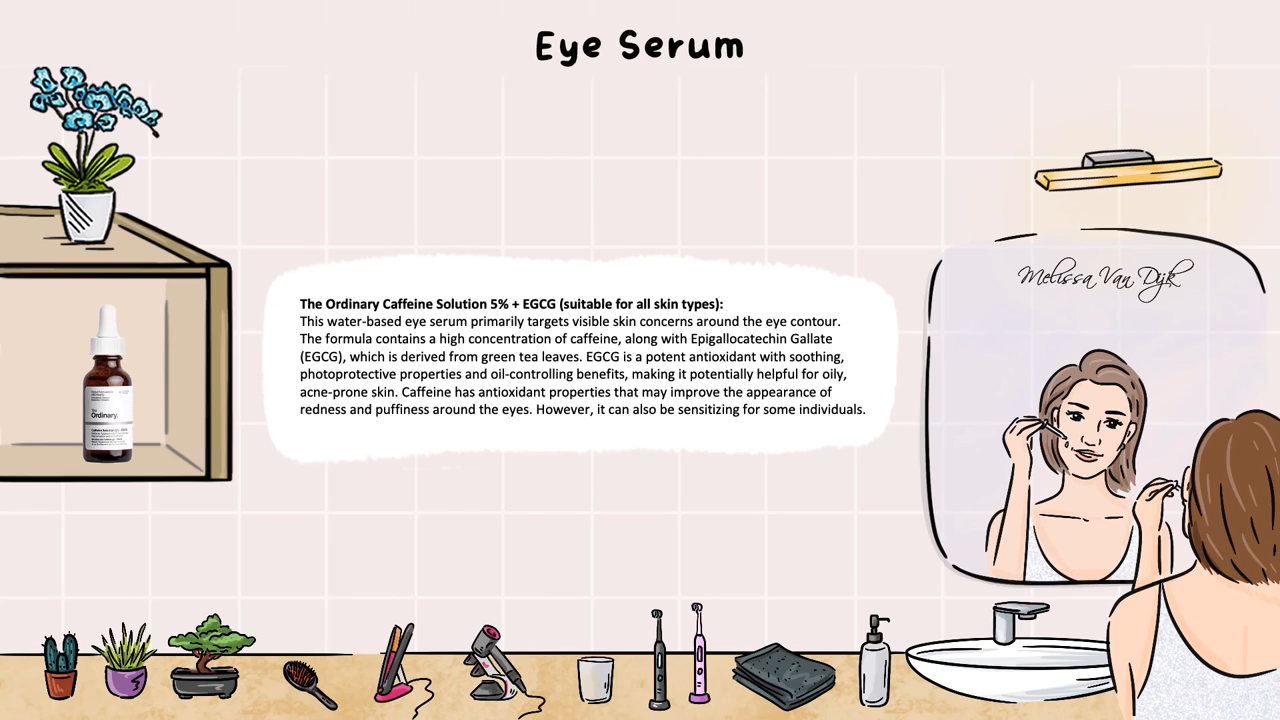 Eye Serum
Melissa Van Dijk
The Ordinary Caffeine Solution 5% + EGCG (suitable for all skin types):
This water-based eye serum primarily targets visible skin concerns around the eye contour.
The formula contains a high concentration of caffeine, along with Epigallocatechin Gallate
(EGCG), which is derived from green tea leaves. EGCG is a potent antioxidant with soothing,
photoprotective properties and oil-controlling benefits, making it potentially helpful for oily,
acne-prone skin. Caffeine has antioxidant properties that may improve the appearance of
redness and puffiness around the eyes. However, it can also be sensitizing for some individuals.
The
Ordinary.